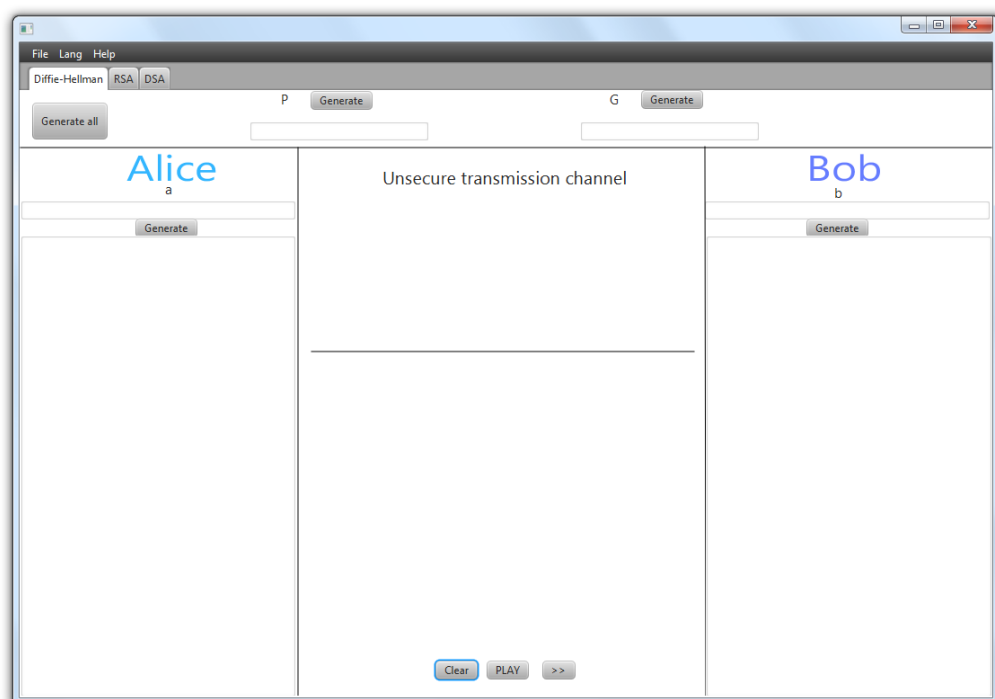 File Lang Help
Diffie-Hellman RSA DSA
Generate all
P Generate
G Generate
Alice
a
Generate
Unsecure transmission channel
Bob
b
Generate
Clear PLAY >>